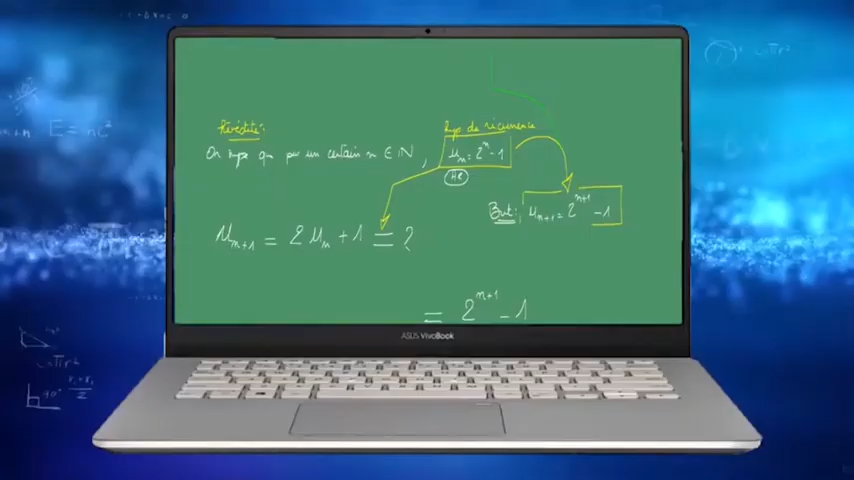 Hérédité:
Hyp de récurrence
On supp que pour un certain n ∈ ℕ, uₙ = 2ⁿ - 1
HR
But: uₙ₊₁ = 2ⁿ⁺¹ - 1
uₙ₊₁ = 2uₙ + 1 = ?
= 2ⁿ⁺¹ - 1
ASUS VivoBook